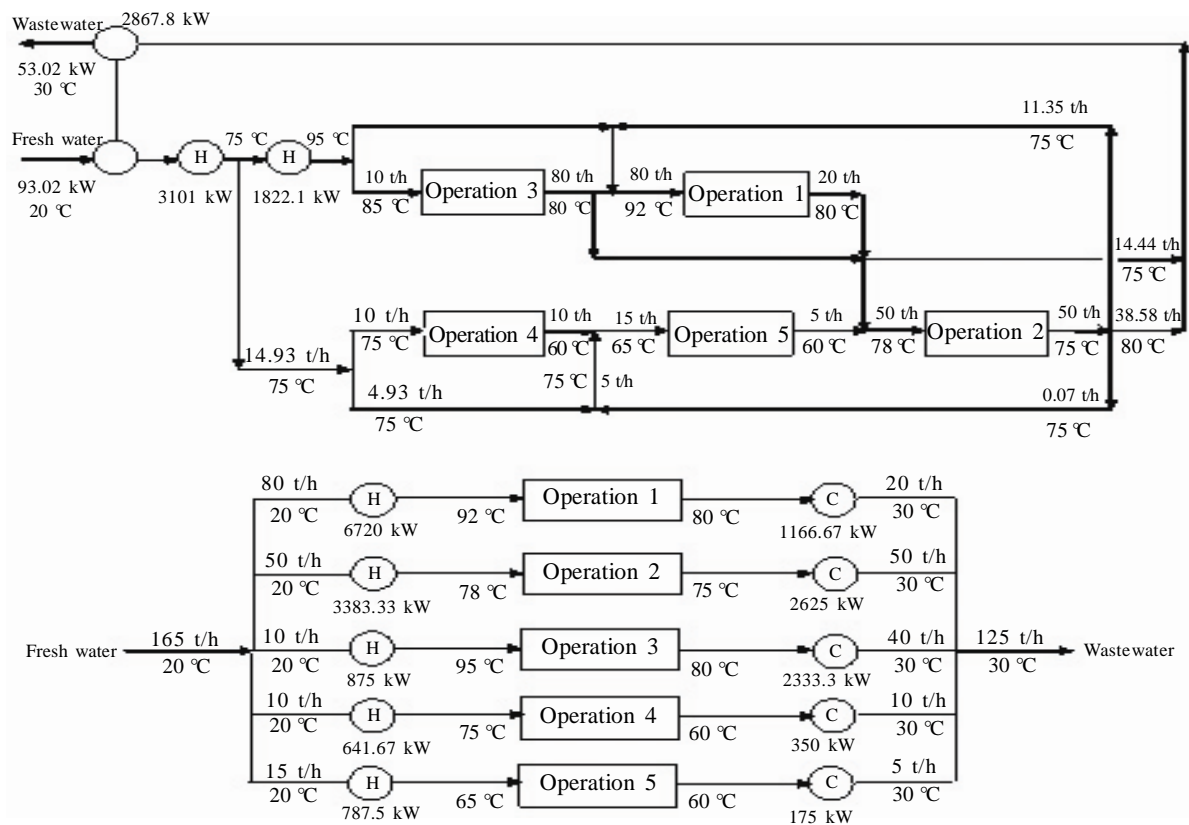 2867.8 kW
Wastewater
53.02 kW
30 ℃
Fresh water
93.02 kW
20 ℃
H
3101 kW
75 ℃
H
1822.1 kW
95 ℃
11.35 t/h
75 ℃
10 t/h
85 ℃
Operation 3
80 t/h
80 ℃
80 t/h
92 ℃
Operation 1
20 t/h
80 ℃
14.44 t/h
75 ℃
14.93 t/h
75 ℃
10 t/h
75 ℃
Operation 4
10 t/h
60 ℃
15 t/h
65 ℃
Operation 5
5 t/h
60 ℃
50 t/h
78 ℃
Operation 2
50 t/h
75 ℃
38.58 t/h
80 ℃
4.93 t/h
75 ℃
75 ℃
5 t/h
0.07 t/h
75 ℃
Fresh water
165 t/h
20 ℃
80 t/h
20 ℃
H
6720 kW
92 ℃
Operation 1
80 ℃
C
1166.67 kW
20 t/h
30 ℃
50 t/h
20 ℃
H
3383.33 kW
78 ℃
Operation 2
75 ℃
C
2625 kW
50 t/h
30 ℃
10 t/h
20 ℃
H
875 kW
95 ℃
Operation 3
80 ℃
C
2333.3 kW
40 t/h
30 ℃
10 t/h
20 ℃
H
641.67 kW
75 ℃
Operation 4
60 ℃
C
350 kW
10 t/h
30 ℃
15 t/h
20 ℃
H
787.5 kW
65 ℃
Operation 5
60 ℃
C
175 kW
5 t/h
30 ℃
125 t/h
30 ℃
Wastewater